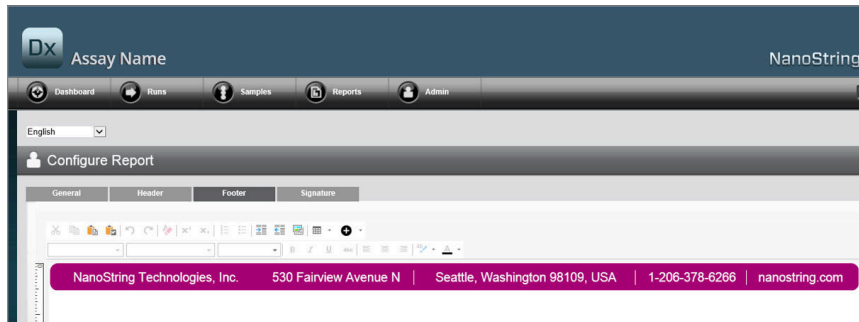 Dx Assay Name NanoString
Dashboard Runs Samples Reports Admin
English
Configure Report
General Header Footer Signature
B I U abc A
NanoString Technologies, Inc. 530 Fairview Avenue N | Seattle, Washington 98109, USA | 1-206-378-6266 | nanostring.com